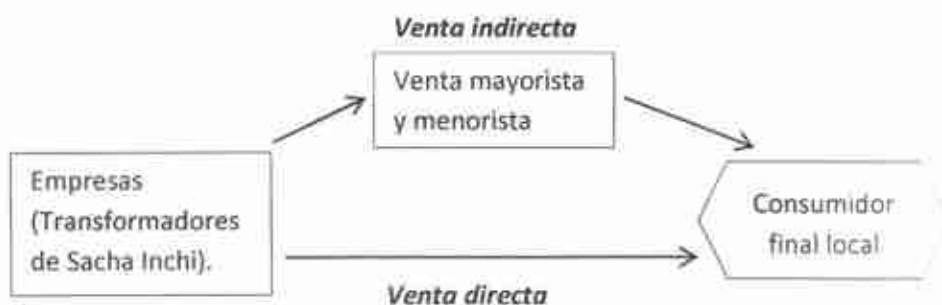 Venta indirecta
Venta mayorista
y menorista
Empresas
(Transformadores
de Sacha Inchi).
Consumidor
final local
Venta directa